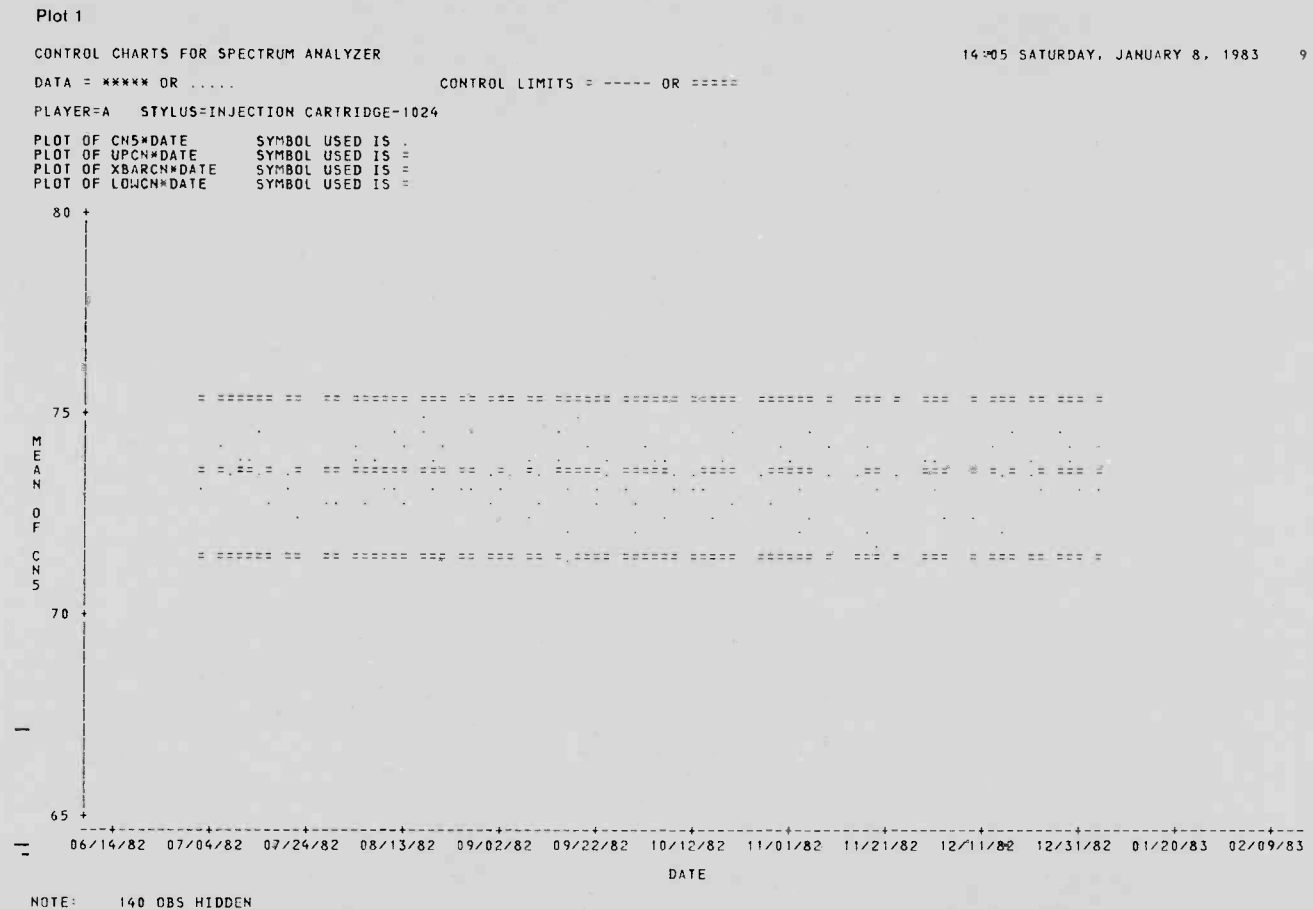 Plot 1
CONTROL CHARTS FOR SPECTRUM ANALYZER 14:05 SATURDAY, JANUARY 8, 1983 9
DATA = ***** OR ..... CONTROL LIMITS = ----- OR =====
PLAYER=A STYLUS=INJECTION CARTRIDGE-1024
PLOT OF CN5*DATE SYMBOL USED IS .
PLOT OF UPCN*DATE SYMBOL USED IS =
PLOT OF XBARCN*DATE SYMBOL USED IS =
PLOT OF LOWCN*DATE SYMBOL USED IS =
80
75
MEAN OF CN5
70
65
06/14/82 07/04/82 07/24/82 08/13/82 09/02/82 09/22/82 10/12/82 11/01/82 11/21/82 12/11/82 12/31/82 01/20/83 02/09/83
DATE
NOTE: 140 OBS HIDDEN